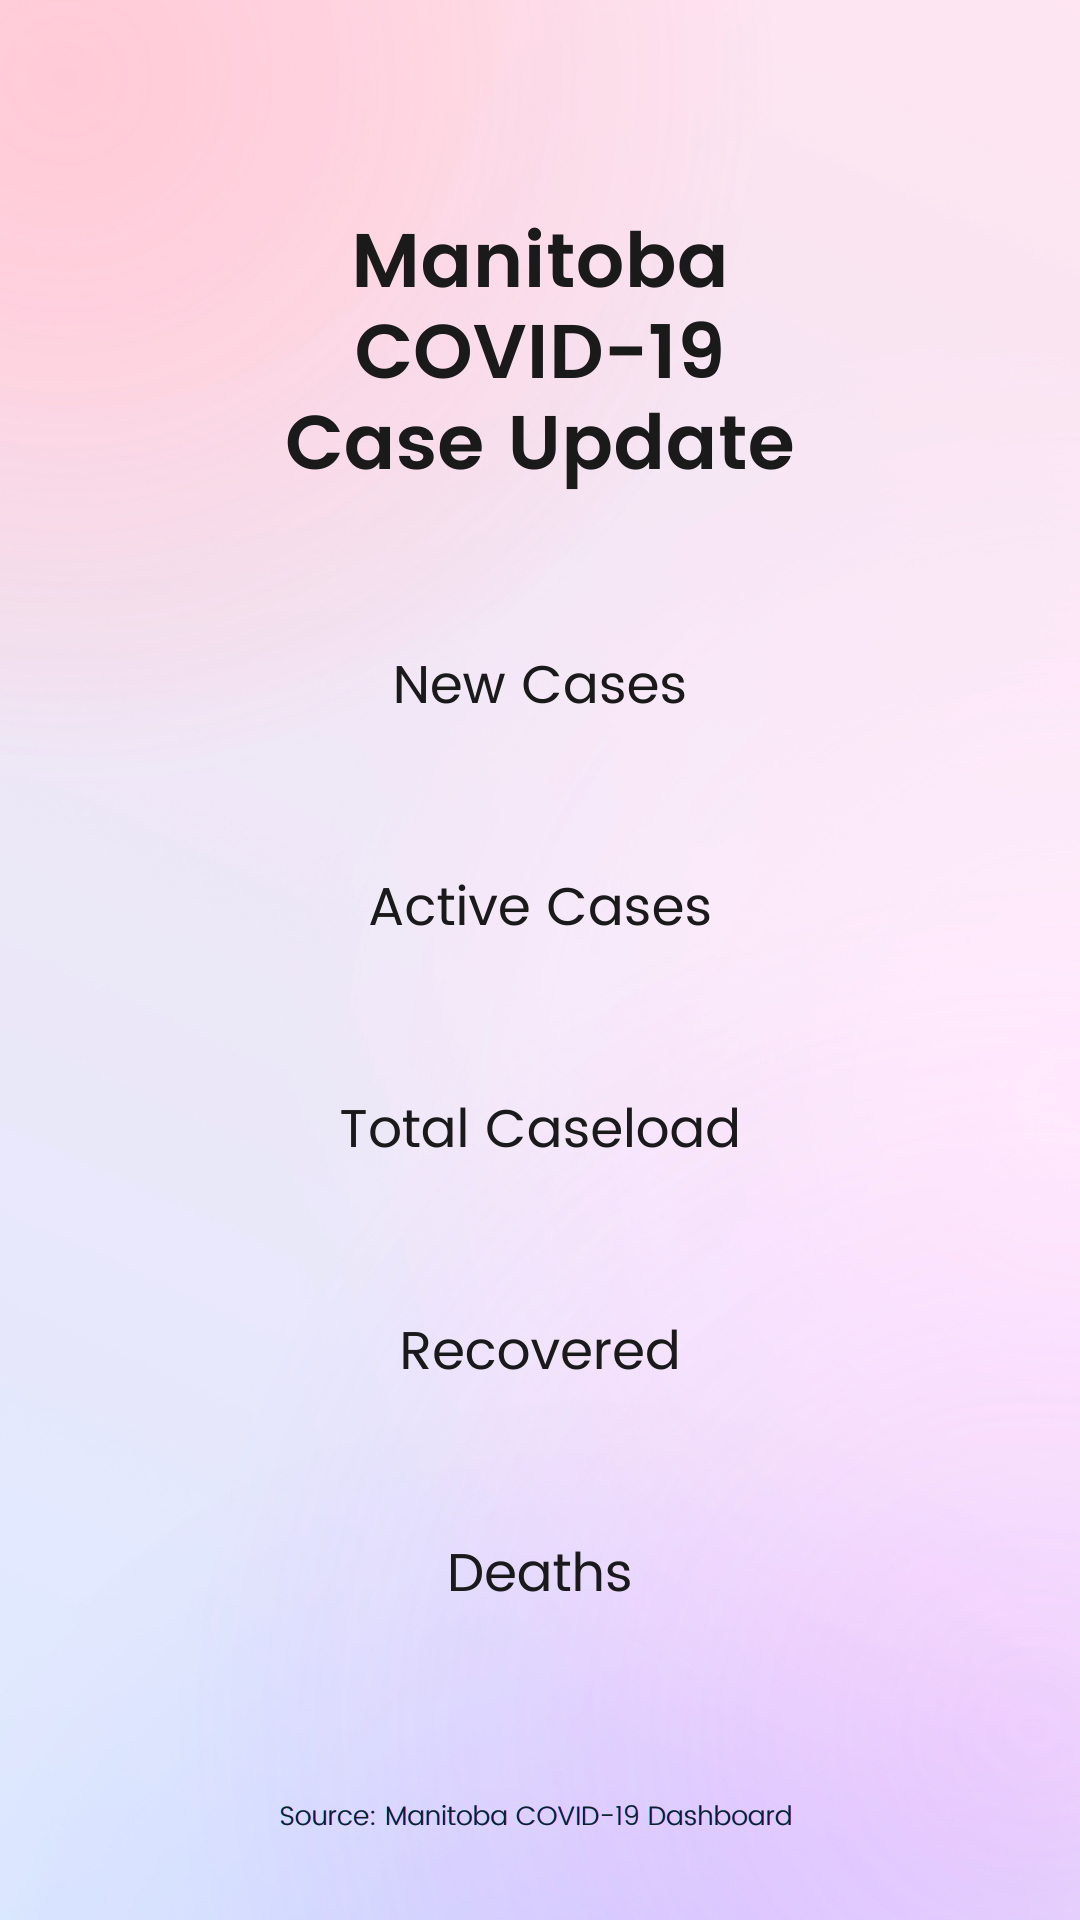 Manitoba
COVID-19
Case Update
New Cases
Active Cases
Total Caseload
Recovered
Deaths
Source: Manitoba COVID-19 Dashboard